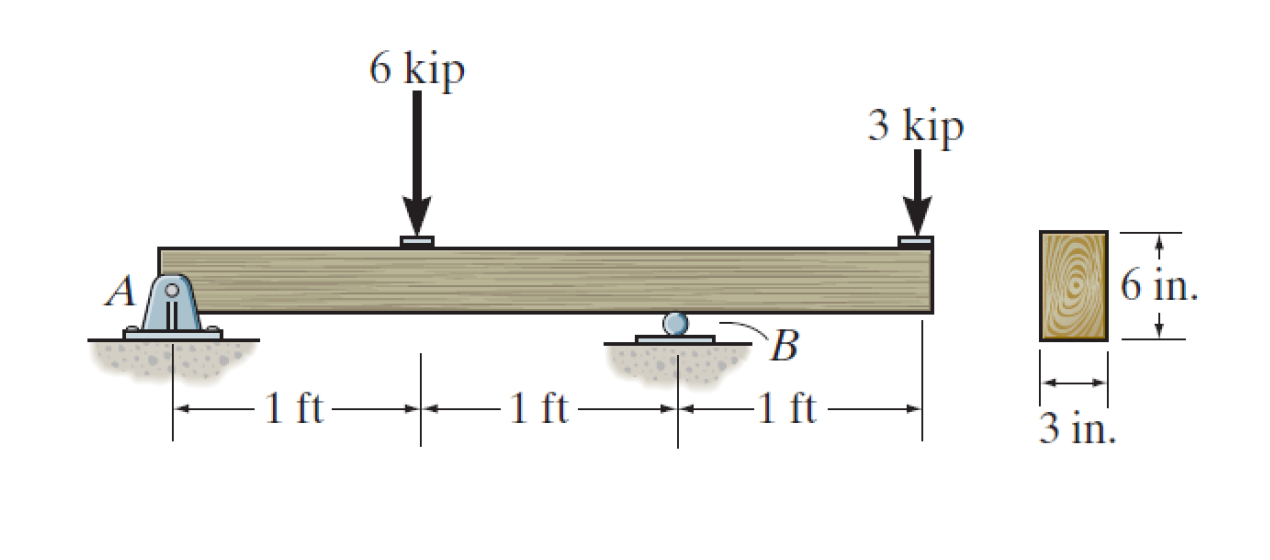 6 kip
3 kip
A
B
6 in.
1 ft
1 ft
1 ft
3 in.